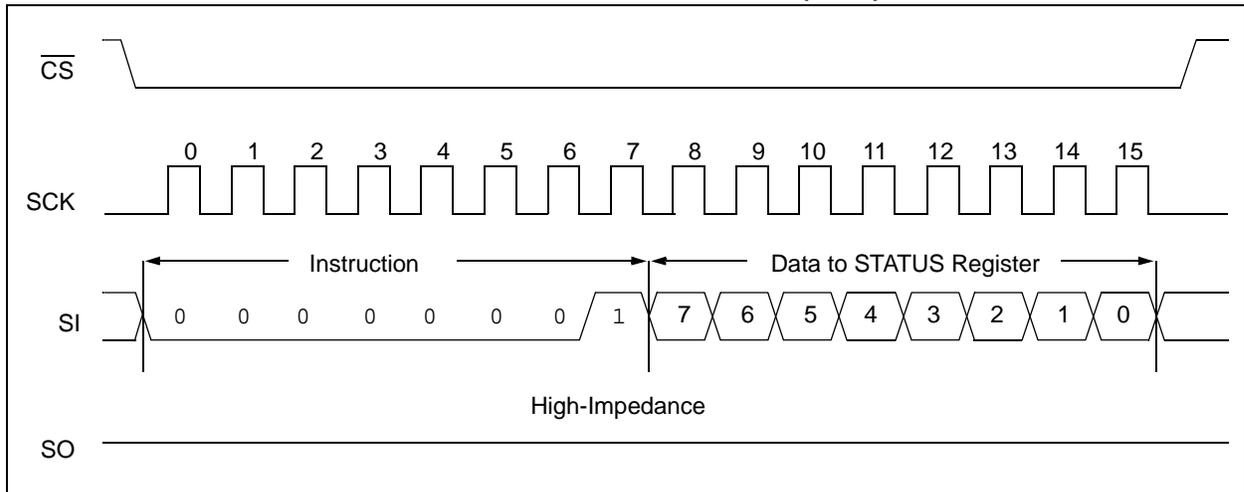 CS
0 1 2 3 4 5 6 7 8 9 10 11 12 13 14 15
SCK
Instruction Data to STATUS Register
SI 0 0 0 0 0 0 0 1 7 6 5 4 3 2 1 0
High-Impedance
SO